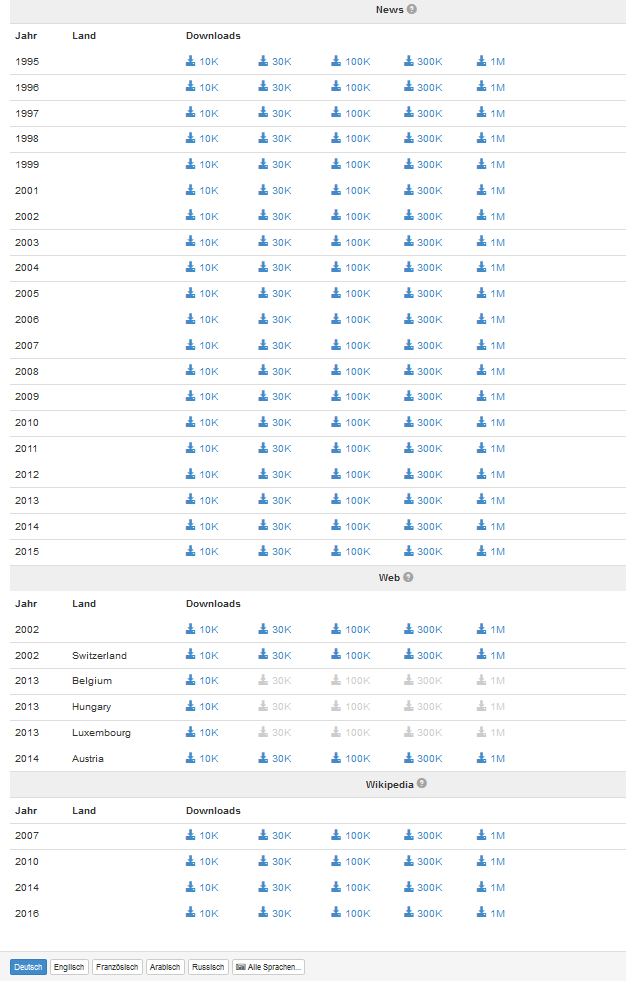 News
Jahr Land Downloads
1995 10K 30K 100K 300K 1M
1996 10K 30K 100K 300K 1M
1997 10K 30K 100K 300K 1M
1998 10K 30K 100K 300K 1M
1999 10K 30K 100K 300K 1M
2001 10K 30K 100K 300K 1M
2002 10K 30K 100K 300K 1M
2003 10K 30K 100K 300K 1M
2004 10K 30K 100K 300K 1M
2005 10K 30K 100K 300K 1M
2006 10K 30K 100K 300K 1M
2007 10K 30K 100K 300K 1M
2008 10K 30K 100K 300K 1M
2009 10K 30K 100K 300K 1M
2010 10K 30K 100K 300K 1M
2011 10K 30K 100K 300K 1M
2012 10K 30K 100K 300K 1M
2013 10K 30K 100K 300K 1M
2014 10K 30K 100K 300K 1M
2015 10K 30K 100K 300K 1M
Web
Jahr Land Downloads
2002 10K 30K 100K 300K 1M
2002 Switzerland 10K 30K 100K 300K 1M
2013 Belgium 10K 30K 100K 300K 1M
2013 Hungary 10K 30K 100K 300K 1M
2013 Luxembourg 10K 30K 100K 300K 1M
2014 Austria 10K 30K 100K 300K 1M
Wikipedia
Jahr Land Downloads
2007 10K 30K 100K 300K 1M
2010 10K 30K 100K 300K 1M
2014 10K 30K 100K 300K 1M
2016 10K 30K 100K 300K 1M
Deutsch Englisch Französisch Arabisch Russisch Alle Sprachen...